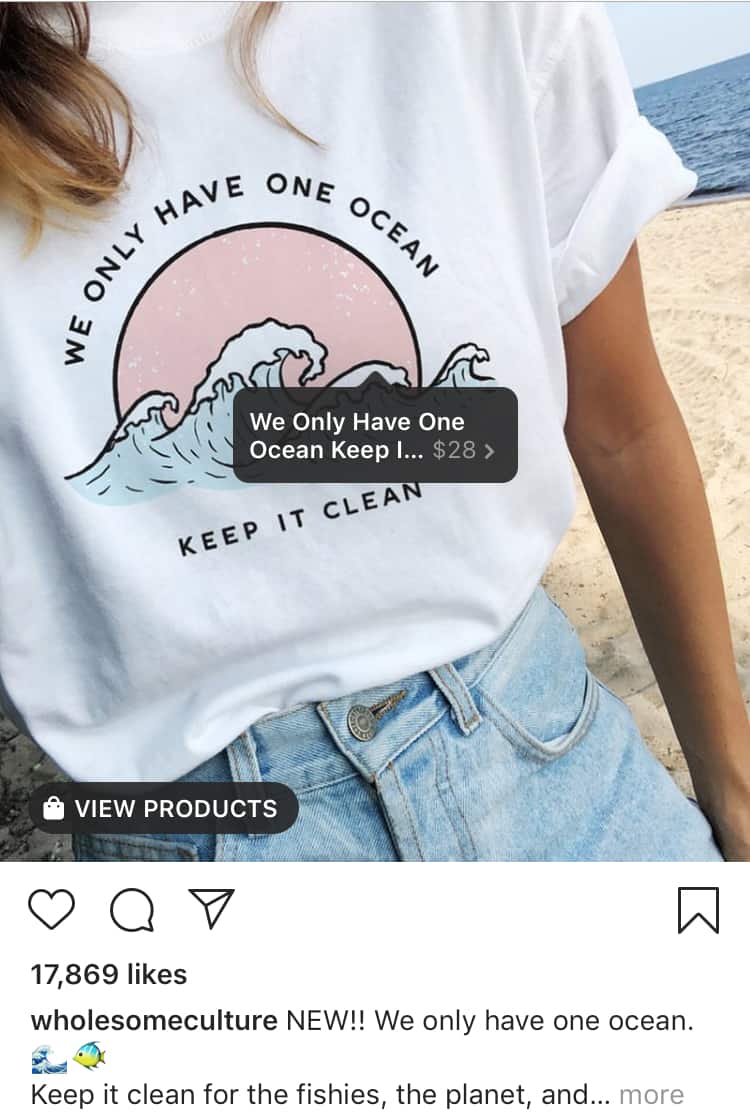 WE ONLY HAVE ONE OCEAN
We Only Have One
Ocean Keep I... $28 >
KEEP IT CLEAN
VIEW PRODUCTS
17,869 likes
wholesomeculture NEW!! We only have one ocean.
🌊🐠
Keep it clean for the fishies, the planet, and... more